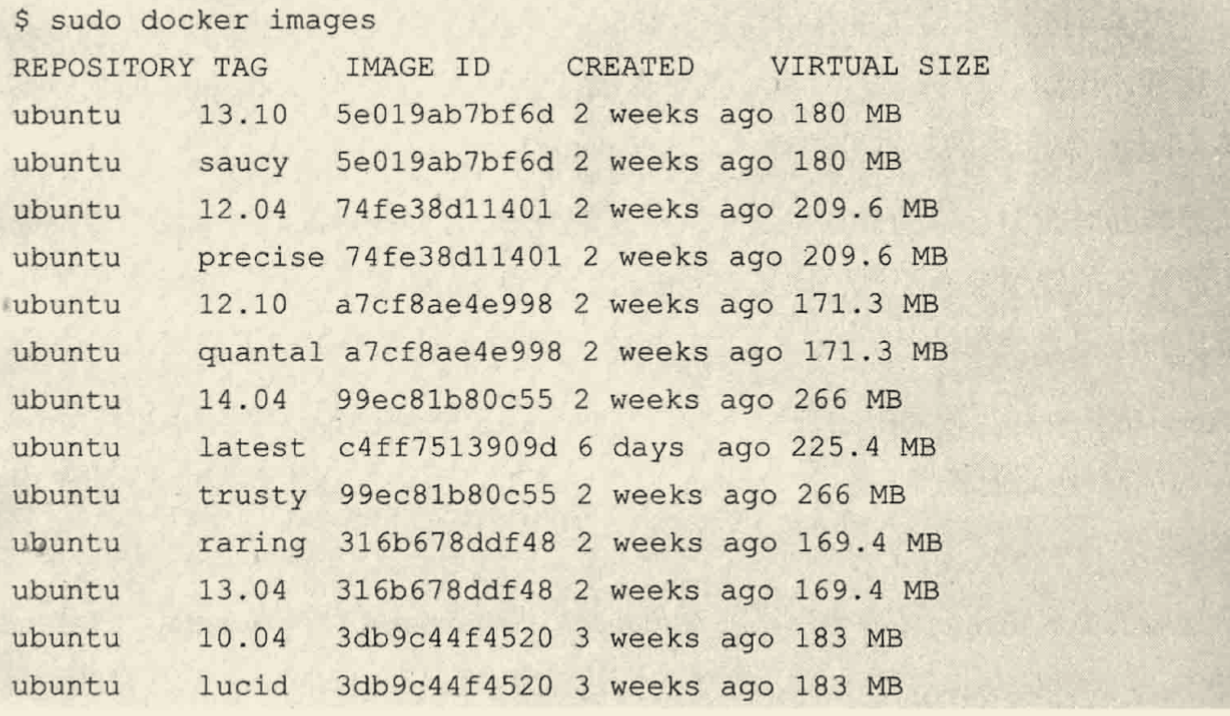 $ sudo docker images
REPOSITORY TAG IMAGE ID CREATED VIRTUAL SIZE
ubuntu 13.10 5e019ab7bf6d 2 weeks ago 180 MB
ubuntu saucy 5e019ab7bf6d 2 weeks ago 180 MB
ubuntu 12.04 74fe38d11401 2 weeks ago 209.6 MB
ubuntu precise 74fe38d11401 2 weeks ago 209.6 MB
ubuntu 12.10 a7cf8ae4e998 2 weeks ago 171.3 MB
ubuntu quantal a7cf8ae4e998 2 weeks ago 171.3 MB
ubuntu 14.04 99ec81b80c55 2 weeks ago 266 MB
ubuntu latest c4ff7513909d 6 days ago 225.4 MB
ubuntu trusty 99ec81b80c55 2 weeks ago 266 MB
ubuntu raring 316b678ddf48 2 weeks ago 169.4 MB
ubuntu 13.04 316b678ddf48 2 weeks ago 169.4 MB
ubuntu 10.04 3db9c44f4520 3 weeks ago 183 MB
ubuntu lucid 3db9c44f4520 3 weeks ago 183 MB